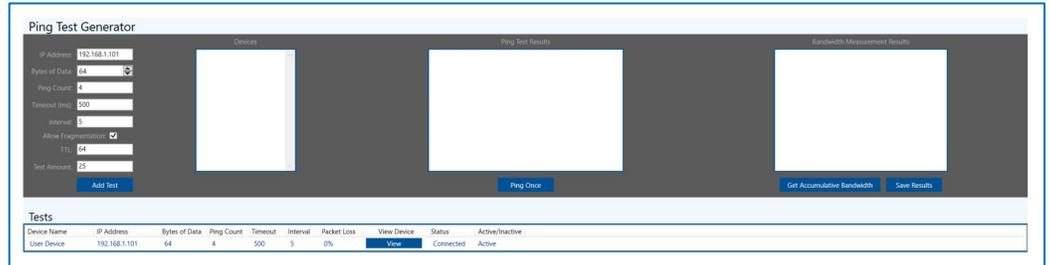 Ping Test Generator
Devices
Ping Test Results
Bandwidth Measurement Results
IP Address: 192.168.1.101
Bytes of Data: 64
Ping Count: 4
Timeout (ms): 500
Interval: 5
Allow Fragmentation:
TTL: 64
Test Amount: 25
Add Test
Ping Once
Get Accumulative Bandwidth
Save Results
Tests
Device Name IP Address Bytes of Data Ping Count Timeout Interval Packet Loss View Device Status Active/Inactive
User Device 192.168.1.101 64 4 500 5 0% View Connected Active